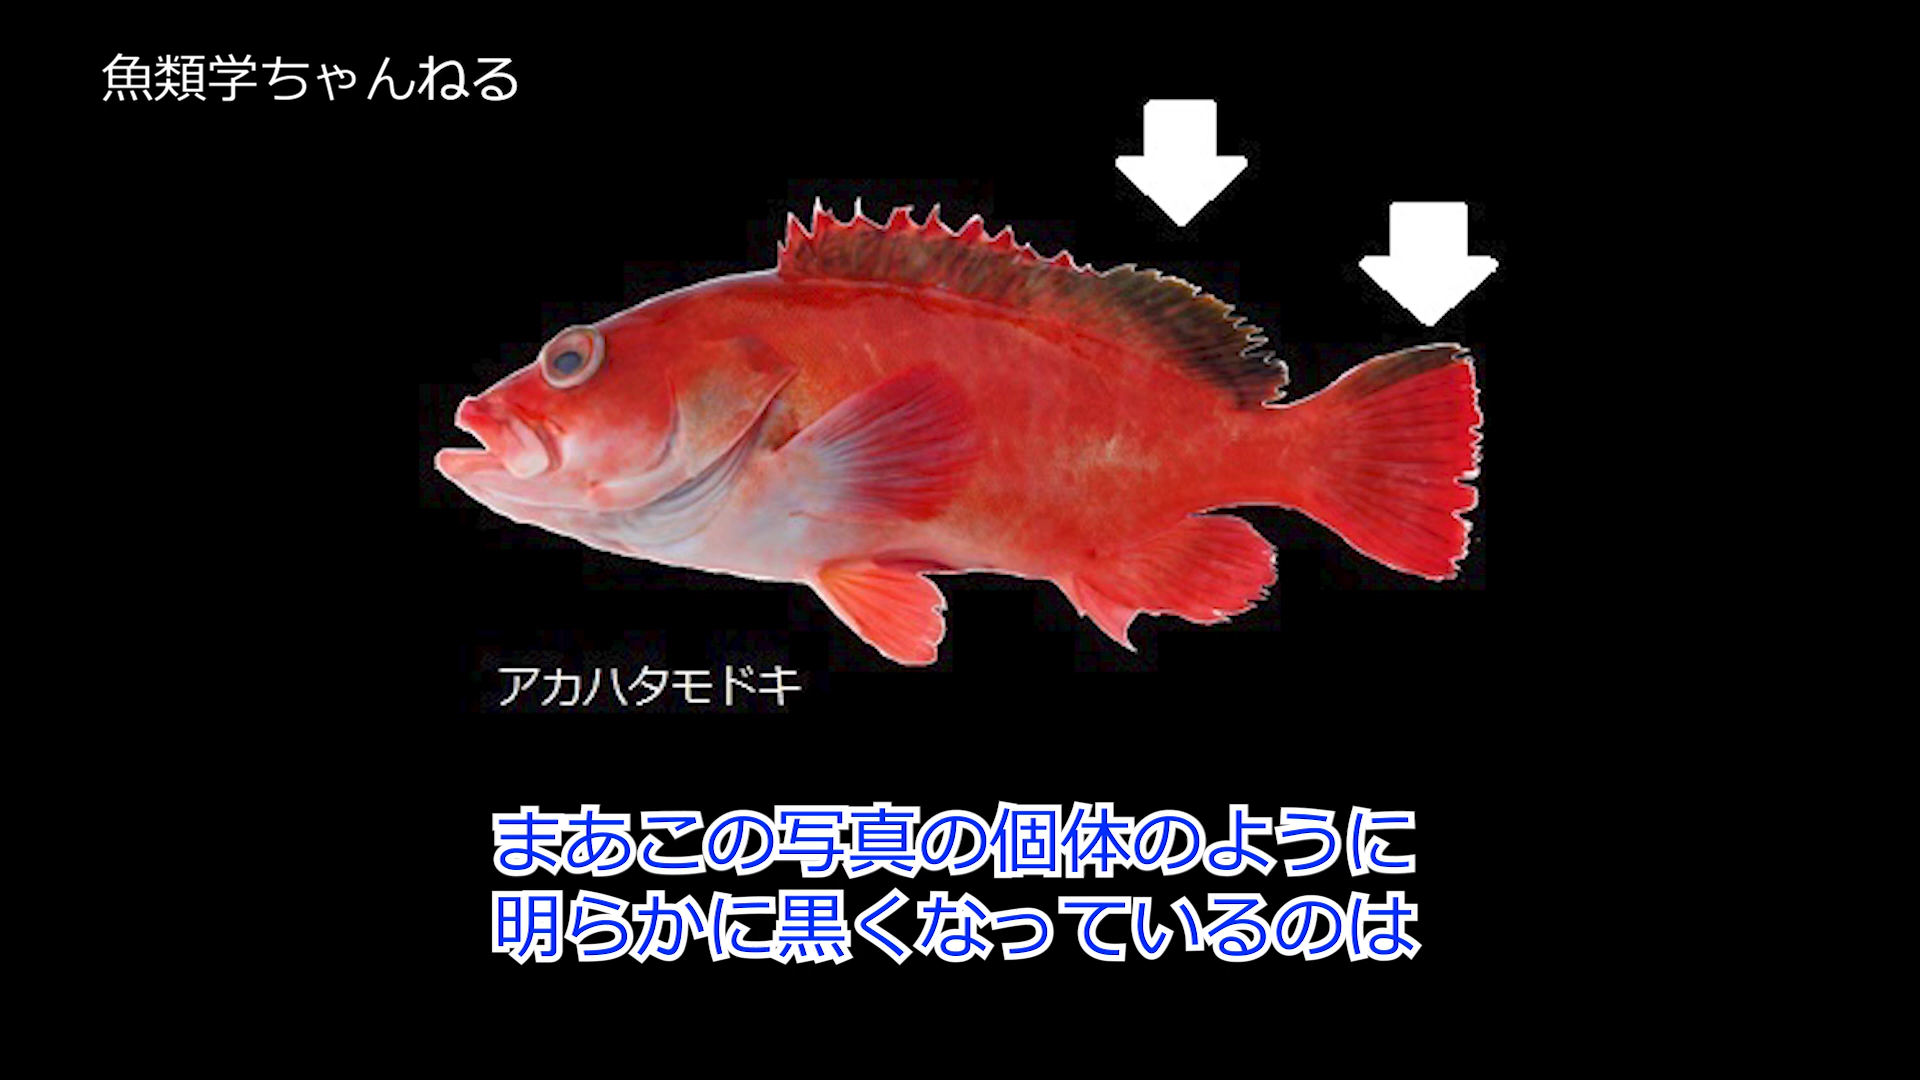 魚類学ちゃんねる
アカハタモドキ
まあこの写真の個体のように
明らかに黒くなっているのは